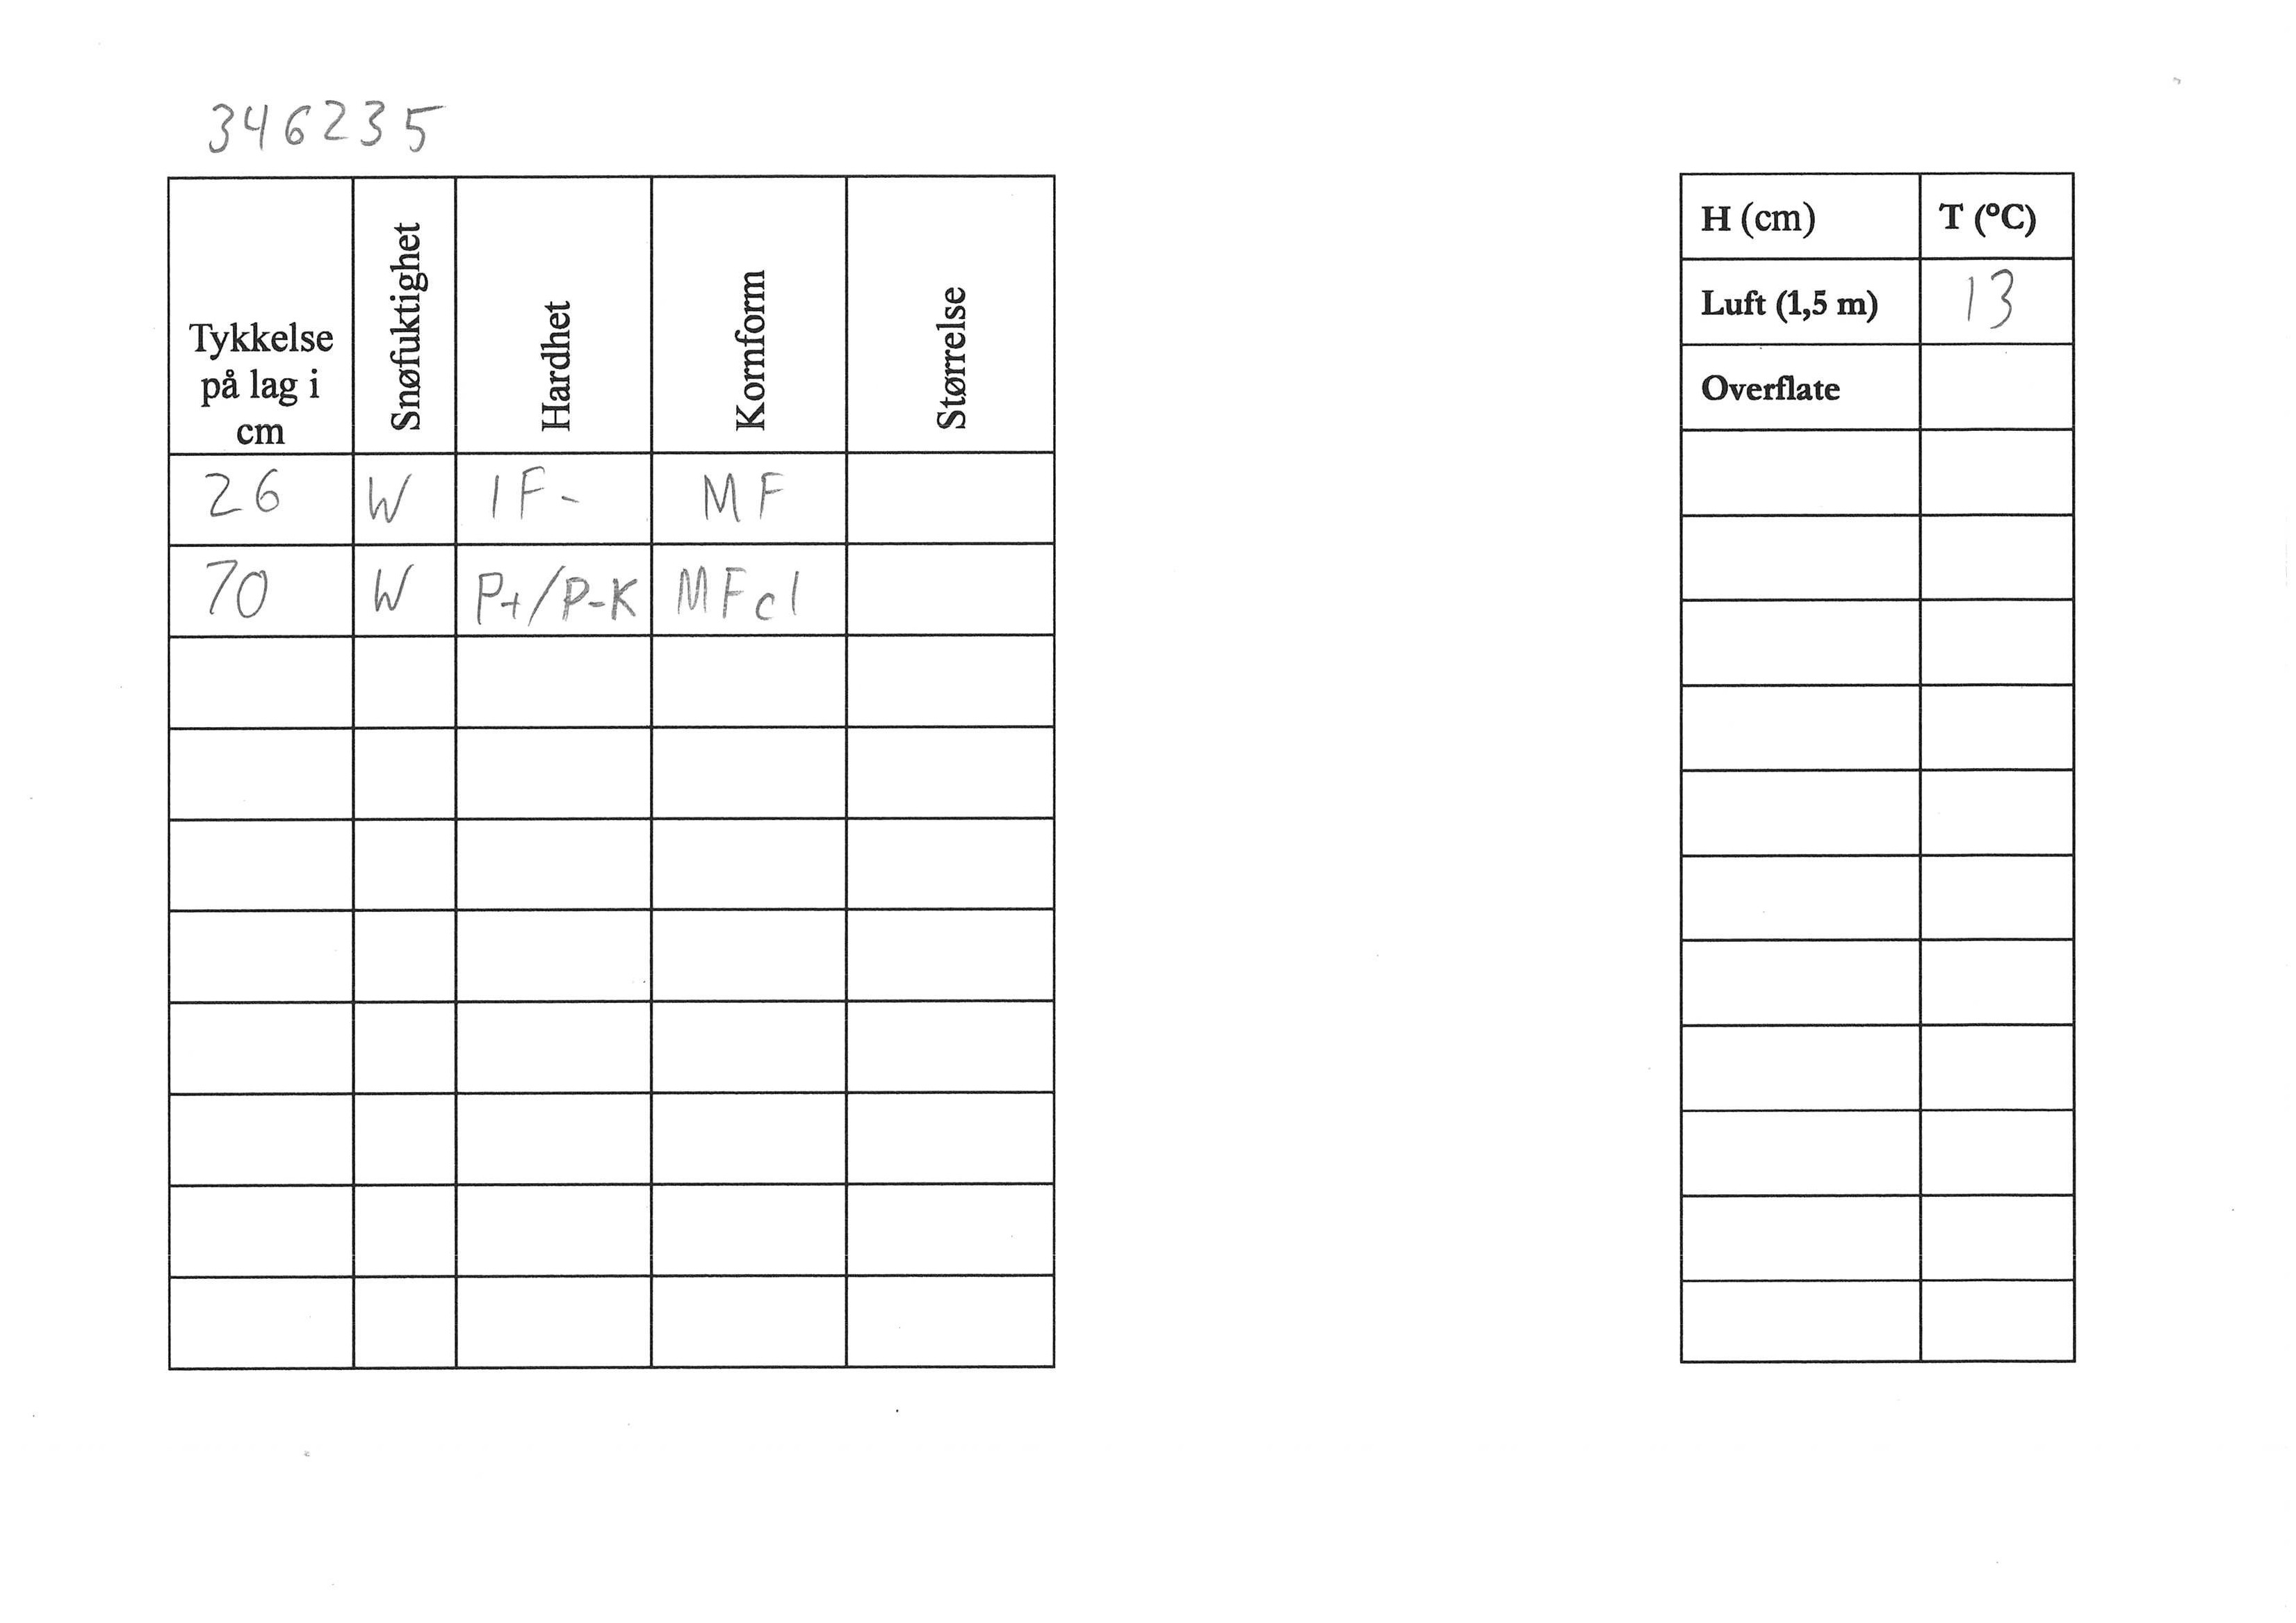 346235
Tykkelse på lag i cm Snøfuktighet Hardhet Kornform Størrelse
26 W 1F- MF
70 W P+/P-K MFcl
H (cm) T (°C)
Luft (1,5 m) 13
Overflate